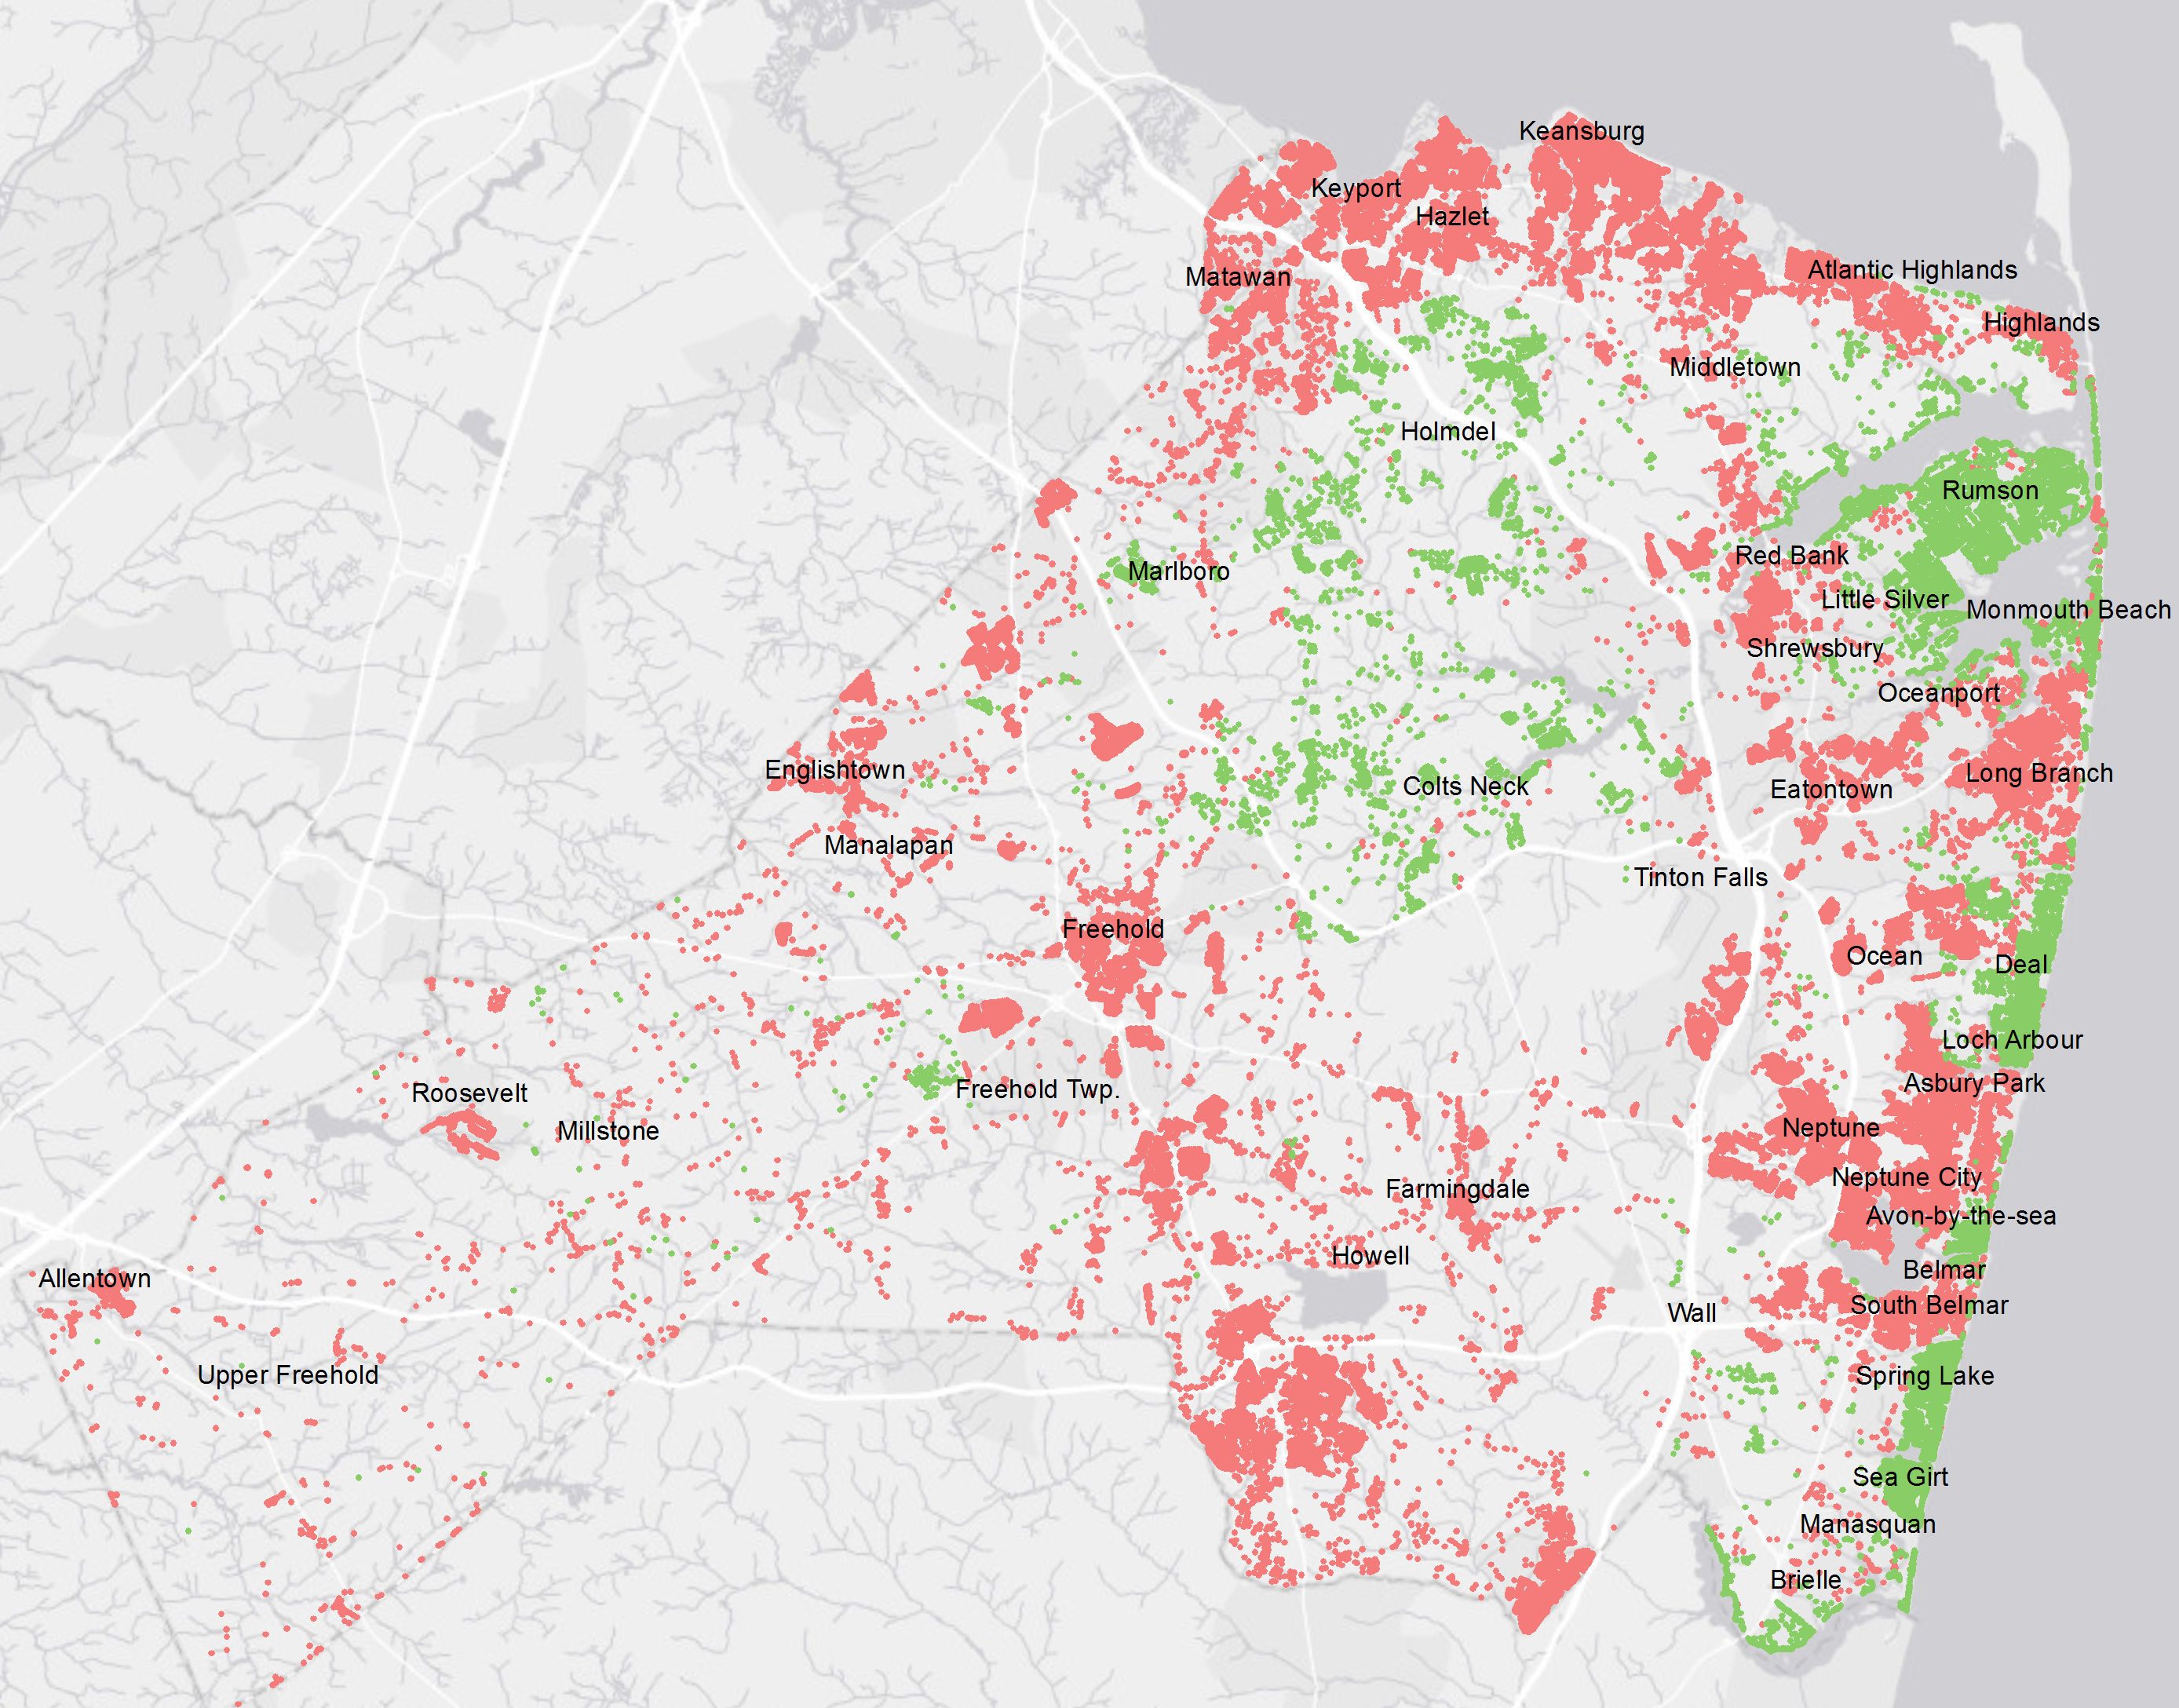 Keansburg
Keyport
Hazlet
Matawan
Atlantic Highlands
Highlands
Middletown
Holmdel
Rumson
Red Bank
Marlboro
Little Silver
Monmouth Beach
Shrewsbury
Oceanport
Englishtown
Long Branch
Colts Neck
Eatontown
Manalapan
Tinton Falls
Freehold
Ocean
Deal
Loch Arbour
Asbury Park
Roosevelt
Freehold Twp.
Millstone
Neptune
Neptune City
Farmingdale
Avon-by-the-sea
Howell
Belmar
Allentown
South Belmar
Wall
Upper Freehold
Spring Lake
Sea Girt
Manasquan
Brielle